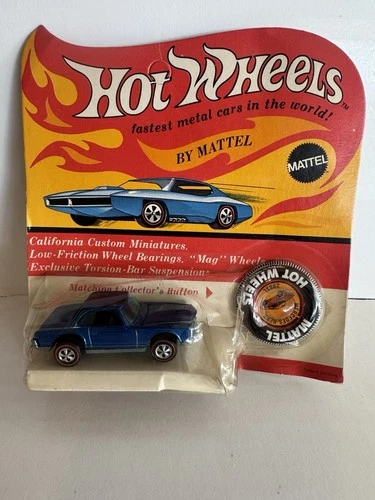 Hot Wheels™
fastest metal cars in the world!
BY MATTEL
MATTEL
California Custom Miniatures.
Low-Friction Wheel Bearings. "Mag" Wheels.
Exclusive Torsion-Bar Suspension.
Matching Collector's Button
HOT WHEELS
MATTEL